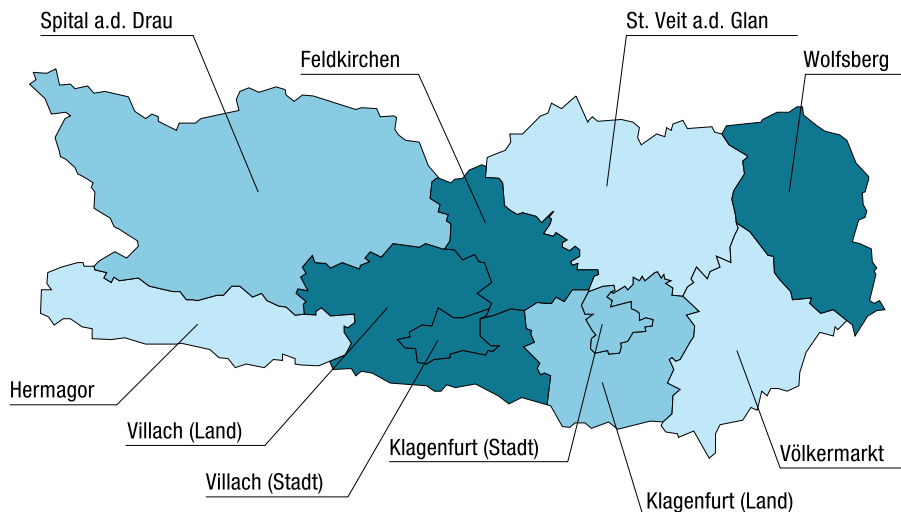 Spital a.d. Drau
St. Veit a.d. Glan
Feldkirchen
Wolfsberg
Hermagor
Villach (Land)
Klagenfurt (Stadt)
Völkermarkt
Villach (Stadt)
Klagenfurt (Land)